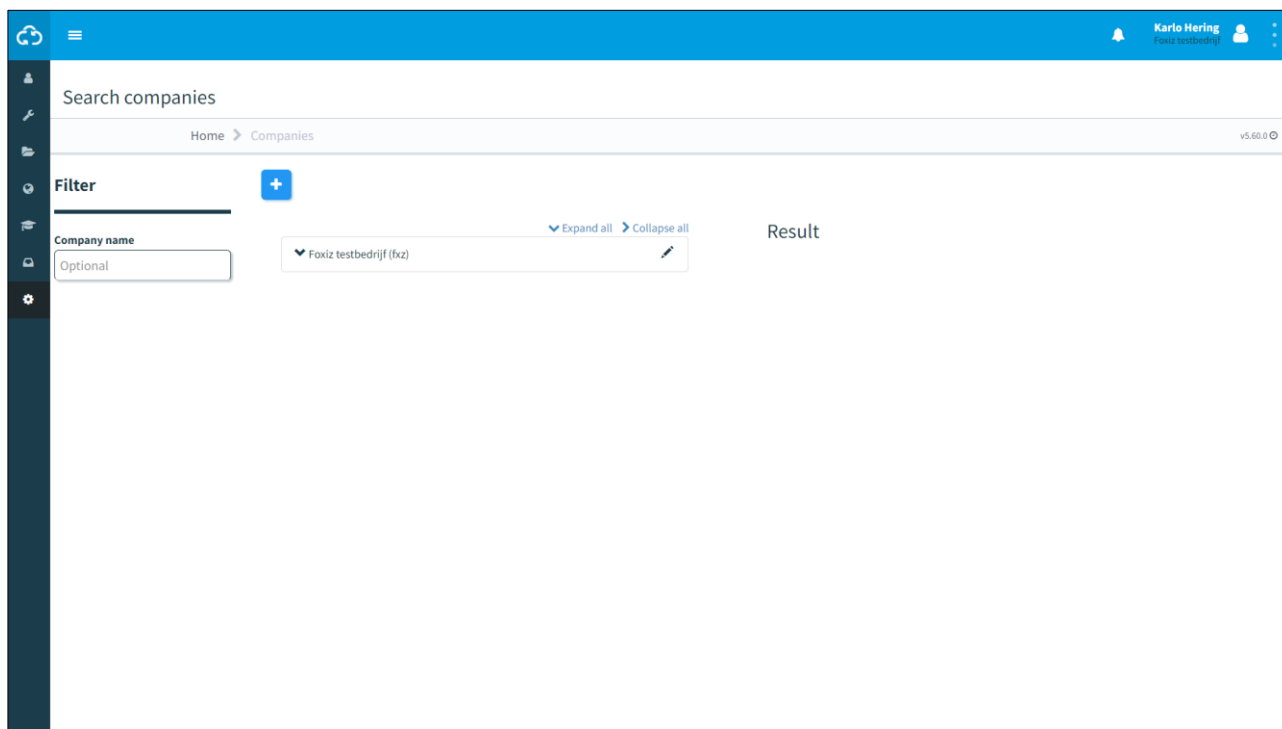 Karlo Hering
Foxiz testbedrijf
Search companies
Home Companies
v5.60.0
Filter
Expand all Collapse all
Result
Company name
Foxiz testbedrijf (fxz)
Optional